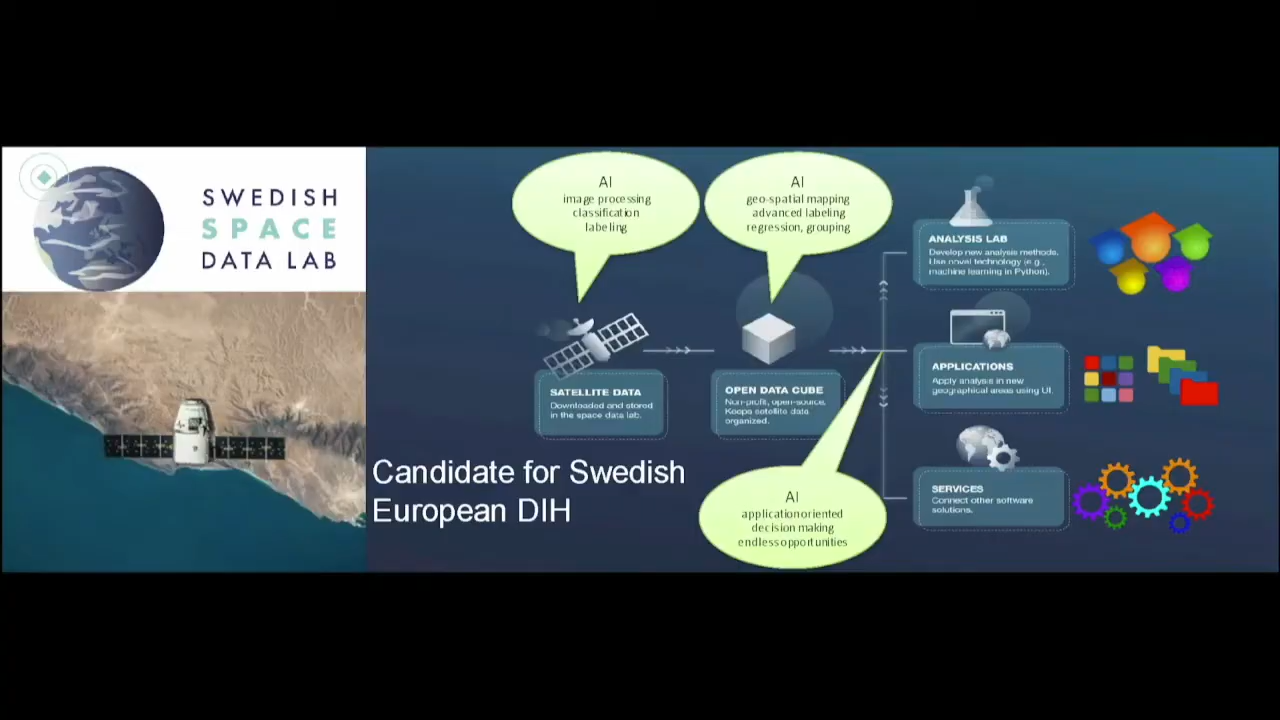 SWEDISH
SPACE
DATA LAB
AI
image processing
classification
labeling
AI
geo-spatial mapping
advanced labeling
regression, grouping
ANALYSIS LAB
Develop new analysis methods.
Use novel technology (e.g.,
machine learning in Python).
SATELLITE DATA
Downloaded and stored
in the space data lab.
OPEN DATA CUBE
Non-profit, open-source.
Keeps satellite data
organized.
APPLICATIONS
Apply analysis in new
geographical areas using UI.
Candidate for Swedish
European DIH
AI
application oriented
decision making
endless opportunities
SERVICES
Connect other software
solutions.